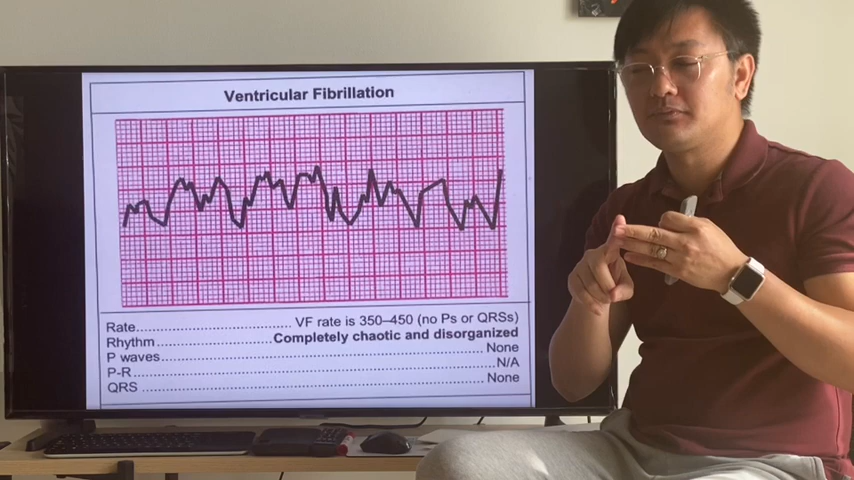 Ventricular Fibrillation
Rate.................................... VF rate is 350–450 (no Ps or QRSs)
Rhythm ............................Completely chaotic and disorganized
P waves.................................................................................... None
P-R...............................................................................................N/A
QRS .......................................................................................... None